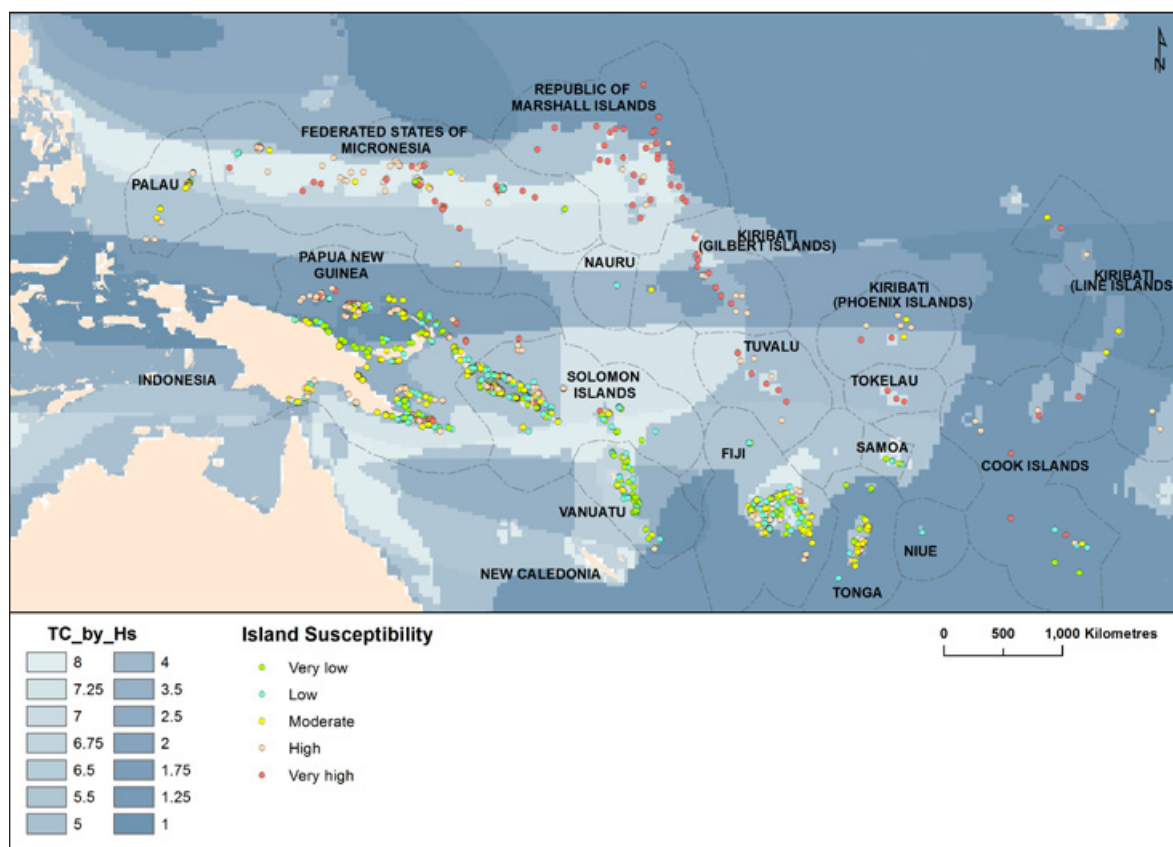 N
REPUBLIC OF
MARSHALL ISLANDS
FEDERATED STATES OF
MICRONESIA
PALAU
KIRIBATI
(GILBERT ISLANDS)
PAPUA NEW
GUINEA
NAURU
KIRIBATI
(LINE ISLANDS)
KIRIBATI
(PHOENIX ISLANDS)
TUVALU
INDONESIA
SOLOMON
ISLANDS
TOKELAU
FIJI
SAMOA
COOK ISLANDS
VANUATU
NIUE
NEW CALEDONIA
TONGA
TC_by_Hs
8
7.25
7
6.75
6.5
5.5
5
4
3.5
2.5
2
1.75
1.25
1
Island Susceptibility
Very low
Low
Moderate
High
Very high
0 500 1,000 Kilometres